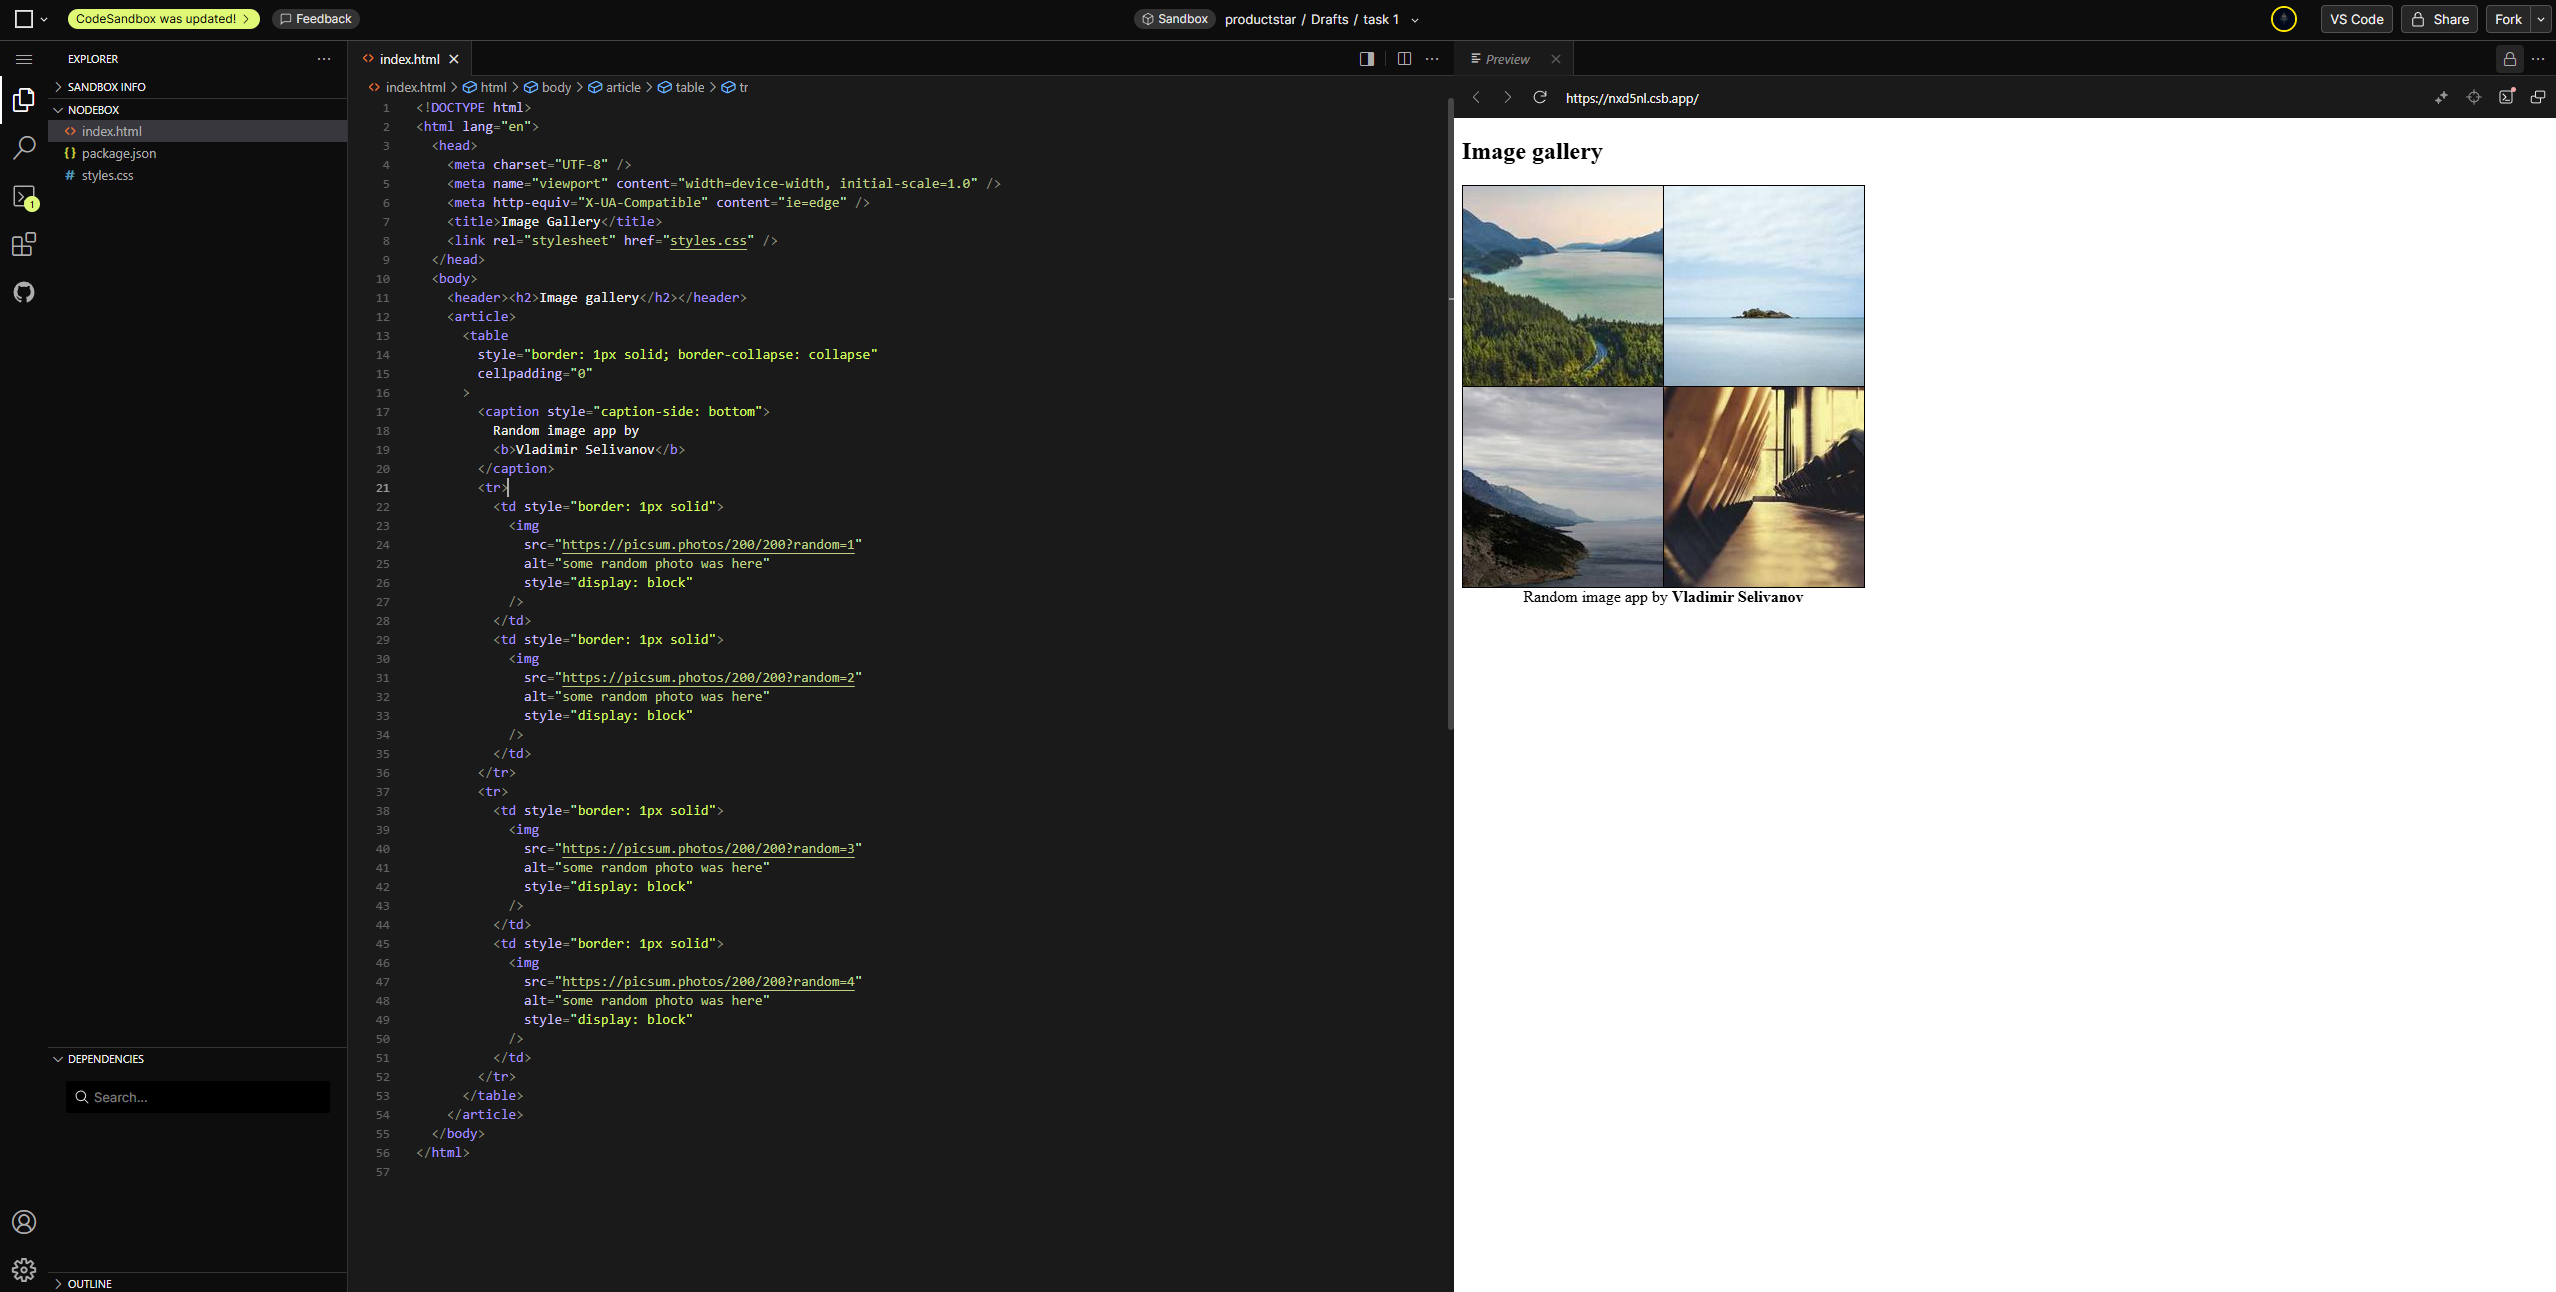 CodeSandbox was updated!
Feedback
Sandbox
productstar / Drafts / task 1
VS Code
Share
Fork
EXPLORER
SANDBOX INFO
NODEBOX
index.html
package.json
styles.css
1
DEPENDENCIES
Search...
OUTLINE
index.html
index.html > html > body > article > table > tr
1 <!DOCTYPE html>
2 <html lang="en">
3 <head>
4 <meta charset="UTF-8" />
5 <meta name="viewport" content="width=device-width, initial-scale=1.0" />
6 <meta http-equiv="X-UA-Compatible" content="ie=edge" />
7 <title>Image Gallery</title>
8 <link rel="stylesheet" href="styles.css" />
9 </head>
10 <body>
11 <header><h2>Image gallery</h2></header>
12 <article>
13 <table
14 style="border: 1px solid; border-collapse: collapse"
15 cellpadding="0"
16 >
17 <caption style="caption-side: bottom">
18 Random image app by
19 <b>Vladimir Selivanov</b>
20 </caption>
21 <tr>
22 <td style="border: 1px solid">
23 <img
24 src="https://picsum.photos/200/200?random=1"
25 alt="some random photo was here"
26 style="display: block"
27 />
28 </td>
29 <td style="border: 1px solid">
30 <img
31 src="https://picsum.photos/200/200?random=2"
32 alt="some random photo was here"
33 style="display: block"
34 />
35 </td>
36 </tr>
37 <tr>
38 <td style="border: 1px solid">
39 <img
40 src="https://picsum.photos/200/200?random=3"
41 alt="some random photo was here"
42 style="display: block"
43 />
44 </td>
45 <td style="border: 1px solid">
46 <img
47 src="https://picsum.photos/200/200?random=4"
48 alt="some random photo was here"
49 style="display: block"
50 />
51 </td>
52 </tr>
53 </table>
54 </article>
55 </body>
56 </html>
57
Preview
https://nxd5nl.csb.app/
Image gallery
Random image app by Vladimir Selivanov